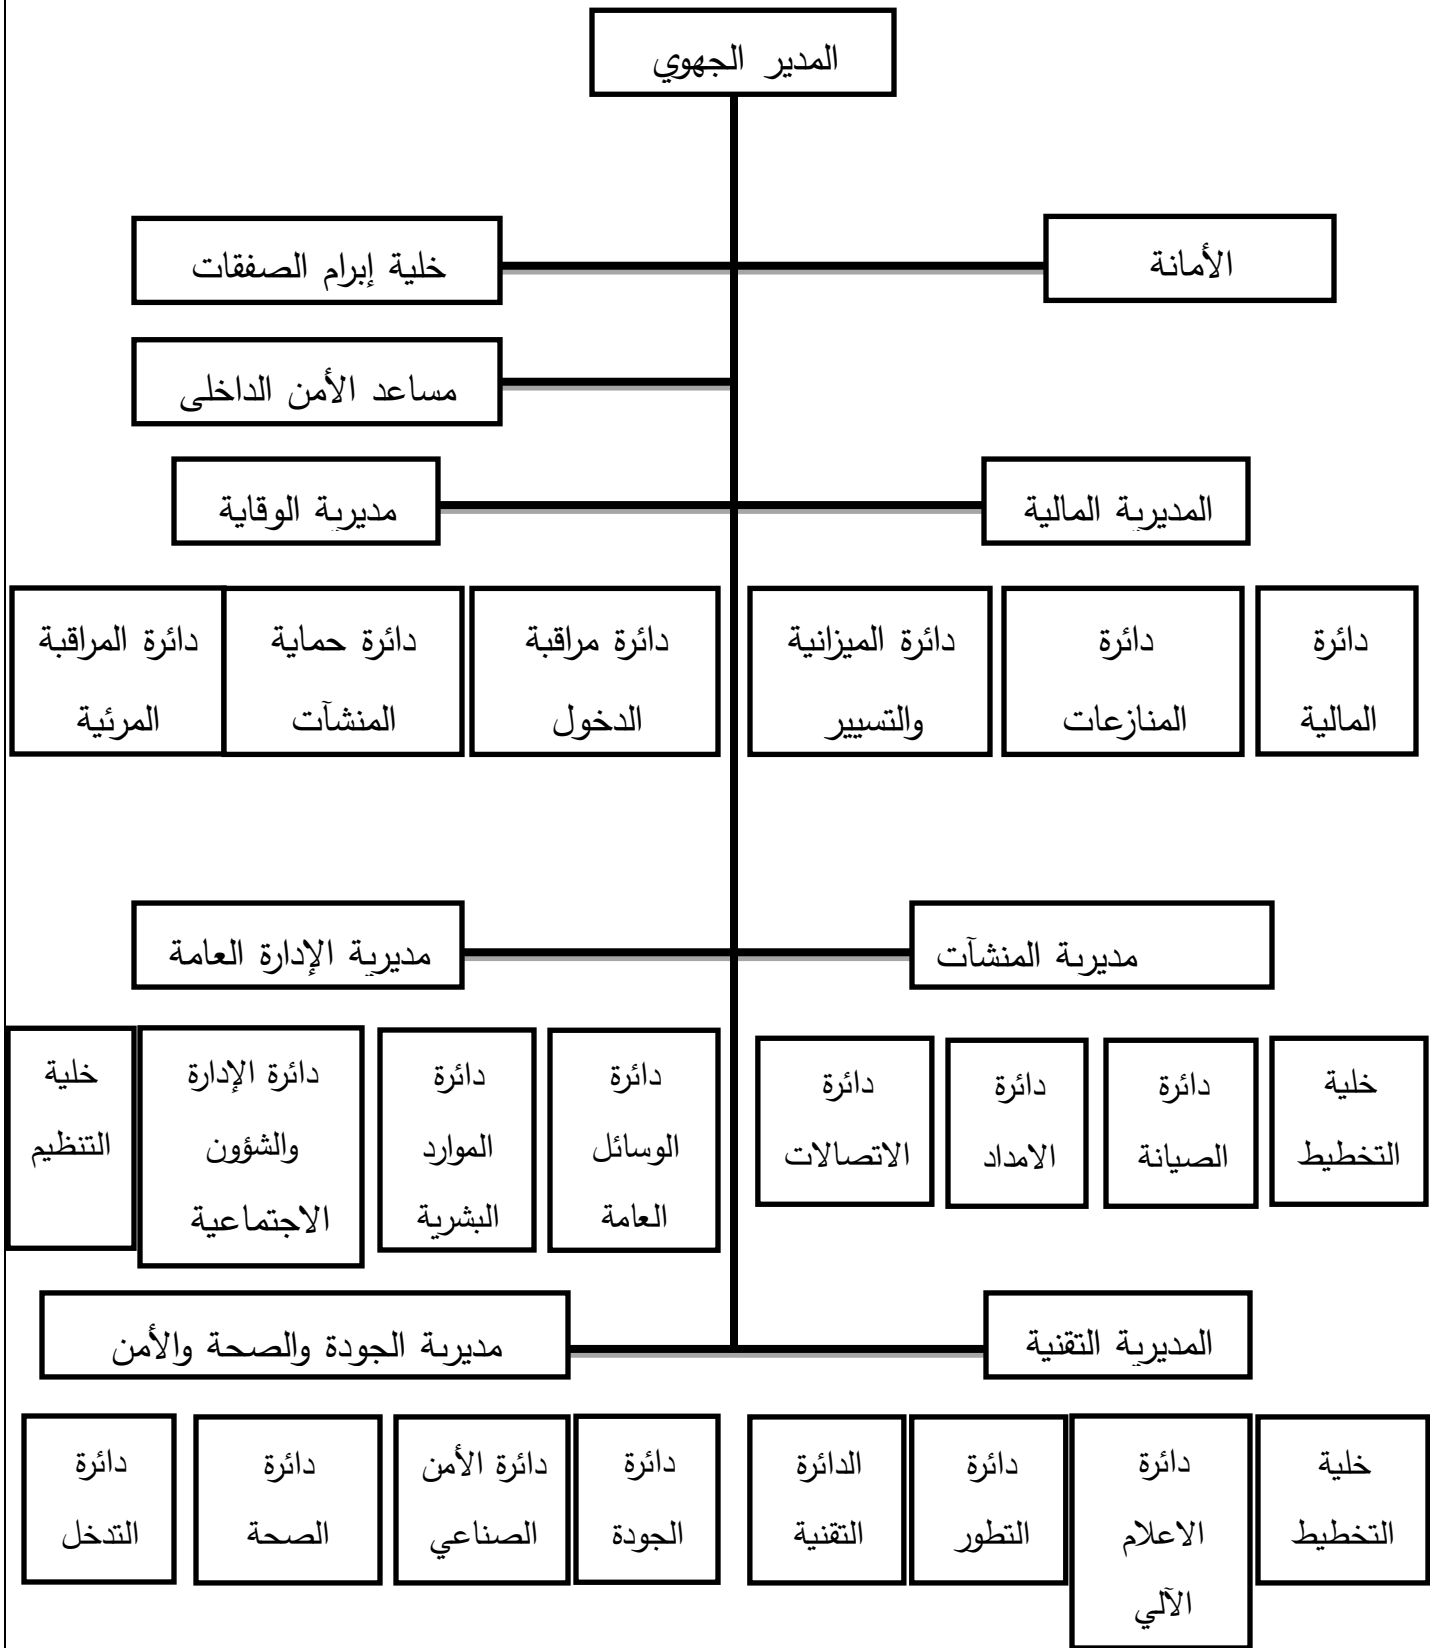 المدير الجهوي
الأمانة
خلية إبرام الصفقات
مساعد الأمن الداخلى
المديرية المالية
مديرية الوقاية
دائرة
المالية
دائرة
المنازعات
دائرة الميزانية
والتسيير
دائرة مراقبة
الدخول
دائرة حماية
المنشآت
دائرة المراقبة
المرئية
مديرية المنشآت
مديرية الإدارة العامة
خلية
التخطيط
دائرة
الصيانة
دائرة
الامداد
دائرة
الاتصالات
دائرة
الوسائل
العامة
دائرة
الموارد
البشرية
دائرة الإدارة
والشؤون
الاجتماعية
خلية
التنظيم
المديرية التقنية
مديرية الجودة والصحة والأمن
خلية
التخطيط
دائرة
الاعلام
الآلي
دائرة
التطور
الدائرة
التقنية
دائرة
الجودة
دائرة الأمن
الصناعي
دائرة
الصحة
دائرة
التدخل